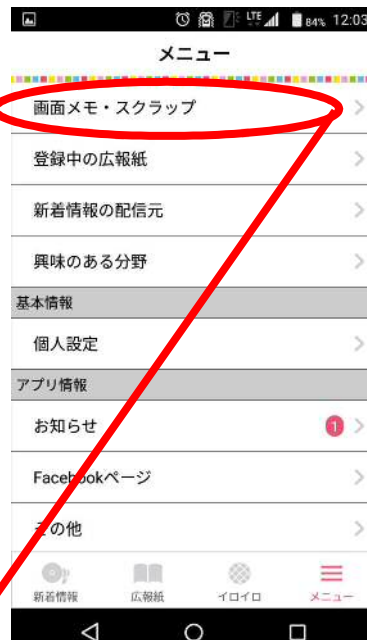 LTE 84% 12:03
メニュー
画面メモ・スクラップ
登録中の広報紙
新着情報の配信元
興味のある分野
基本情報
個人設定
アプリ情報
お知らせ 1
Facebookページ
その他
新着情報 広報紙 イロイロ メニュー